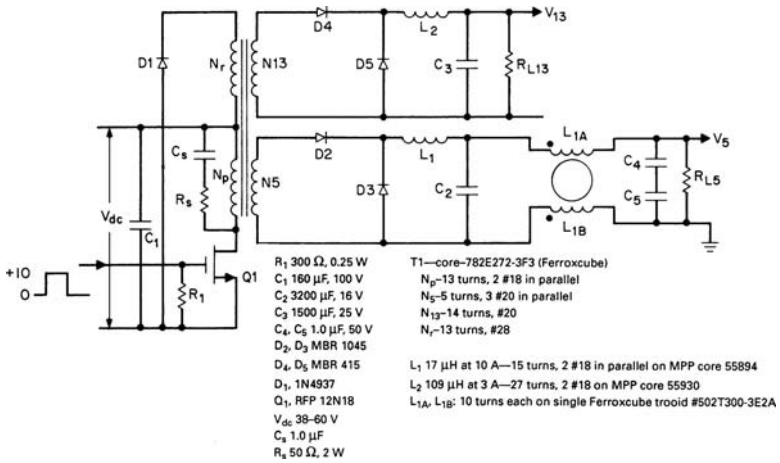 D4
L₂
V₁₃
D1
Nᵣ
N13
D5
C₃
R_L13
D2
L₁
L₁A
V₅
Cₛ
Nₚ
N5
D3
C₂
C₄
Rₛ
C₅
R_L5
V_dc
C₁
L₁B
+10
0
R₁
Q1
R₁ 300 Ω, 0.25 W
C₁ 160 μF, 100 V
C₂ 3200 μF, 16 V
C₃ 1500 μF, 25 V
C₄, C₅ 1.0 μF, 50 V
D₂, D₃ MBR 1045
D₄, D₅ MBR 415
D₁, 1N4937
Q₁, RFP 12N18
V_dc 38–60 V
Cₛ 1.0 μF
Rₛ 50 Ω, 2 W
T1—core-782E272-3F3 (Ferroxcube)
Nₚ–13 turns, 2 #18 in parallel
N₅–5 turns, 3 #20 in parallel
N₁₃–14 turns, #20
Nᵣ–13 turns, #28
L₁ 17 μH at 10 A—15 turns, 2 #18 in parallel on MPP core 55894
L₂ 109 μH at 3 A—27 turns, 2 #18 on MPP core 55930
L₁A, L₁B: 10 turns each on single Ferroxcube trooid #502T300-3E2A